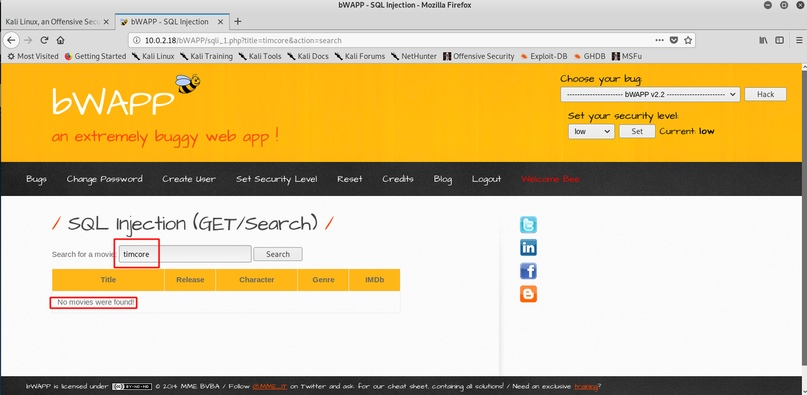 bWAPP - SQL Injection - Mozilla Firefox
Kali Linux, an Offensive Secu
bWAPP - SQL Injection
10.0.2.18/bWAPP/sqli_1.php?title=timcore&action=search
Most Visited Getting Started Kali Linux Kali Training Kali Tools Kali Docs Kali Forums NetHunter Offensive Security Exploit-DB GHDB MSFu
bWAPP
an extremely buggy web app !
Choose your bug:
---------------------- bWAPP v2.2 ----------------------- Hack
Set your security level:
low Set Current: low
Bugs Change Password Create User Set Security Level Reset Credits Blog Logout Welcome Bee
/ SQL Injection (GET/Search) /
Search for a movie: timcore Search
Title Release Character Genre IMDb
No movies were found!
bWAPP is licensed under BY-NC-ND © 2014 MME BVBA / Follow @MME_IT on Twitter and ask for our cheat sheet, containing all solutions! / Need an exclusive training?